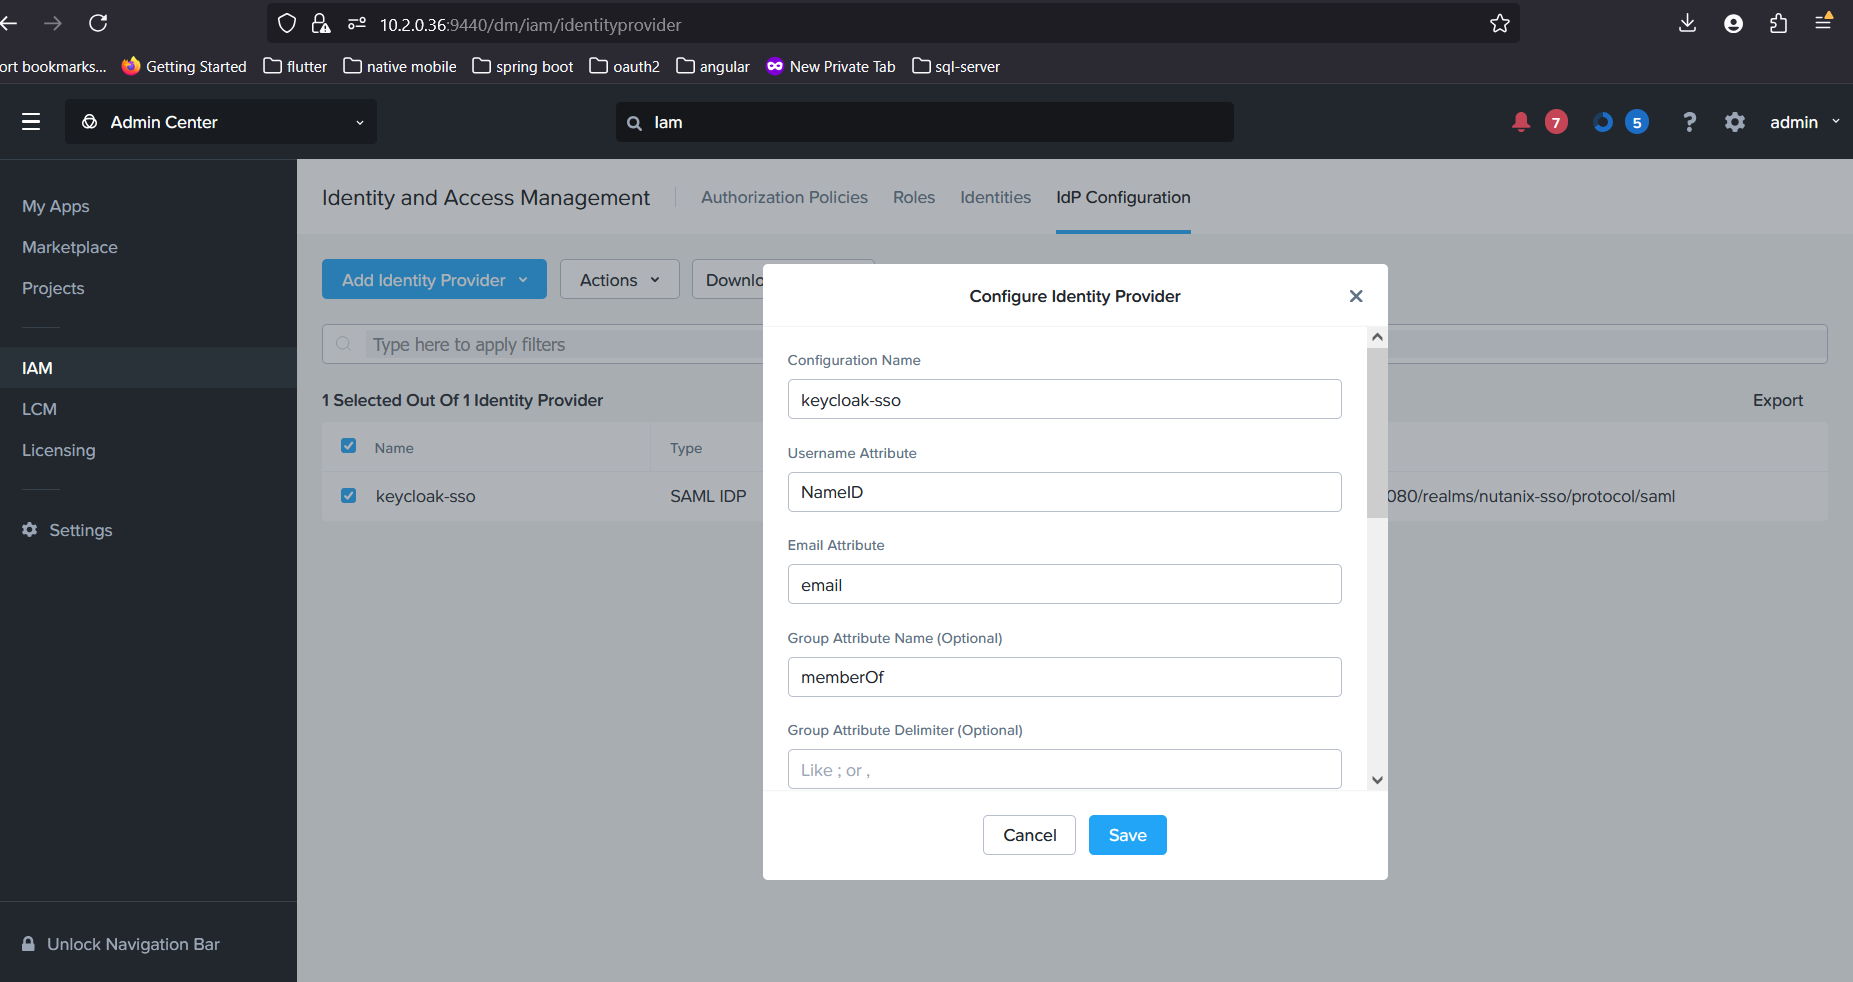 10.2.0.36:9440/dm/iam/identityprovider
ort bookmarks...
Getting Started
flutter
native mobile
spring boot
oauth2
angular
New Private Tab
sql-server
Admin Center
Iam
7
5
?
admin
My Apps
Marketplace
Projects
IAM
LCM
Licensing
Settings
Unlock Navigation Bar
Identity and Access Management
Authorization Policies
Roles
Identities
IdP Configuration
Add Identity Provider
Actions
Downlo
Type here to apply filters
1 Selected Out Of 1 Identity Provider
Export
Name
Type
keycloak-sso
SAML IDP
080/realms/nutanix-sso/protocol/saml
Configure Identity Provider
Configuration Name
keycloak-sso
Username Attribute
NameID
Email Attribute
email
Group Attribute Name (Optional)
memberOf
Group Attribute Delimiter (Optional)
Like ; or ,
Cancel
Save